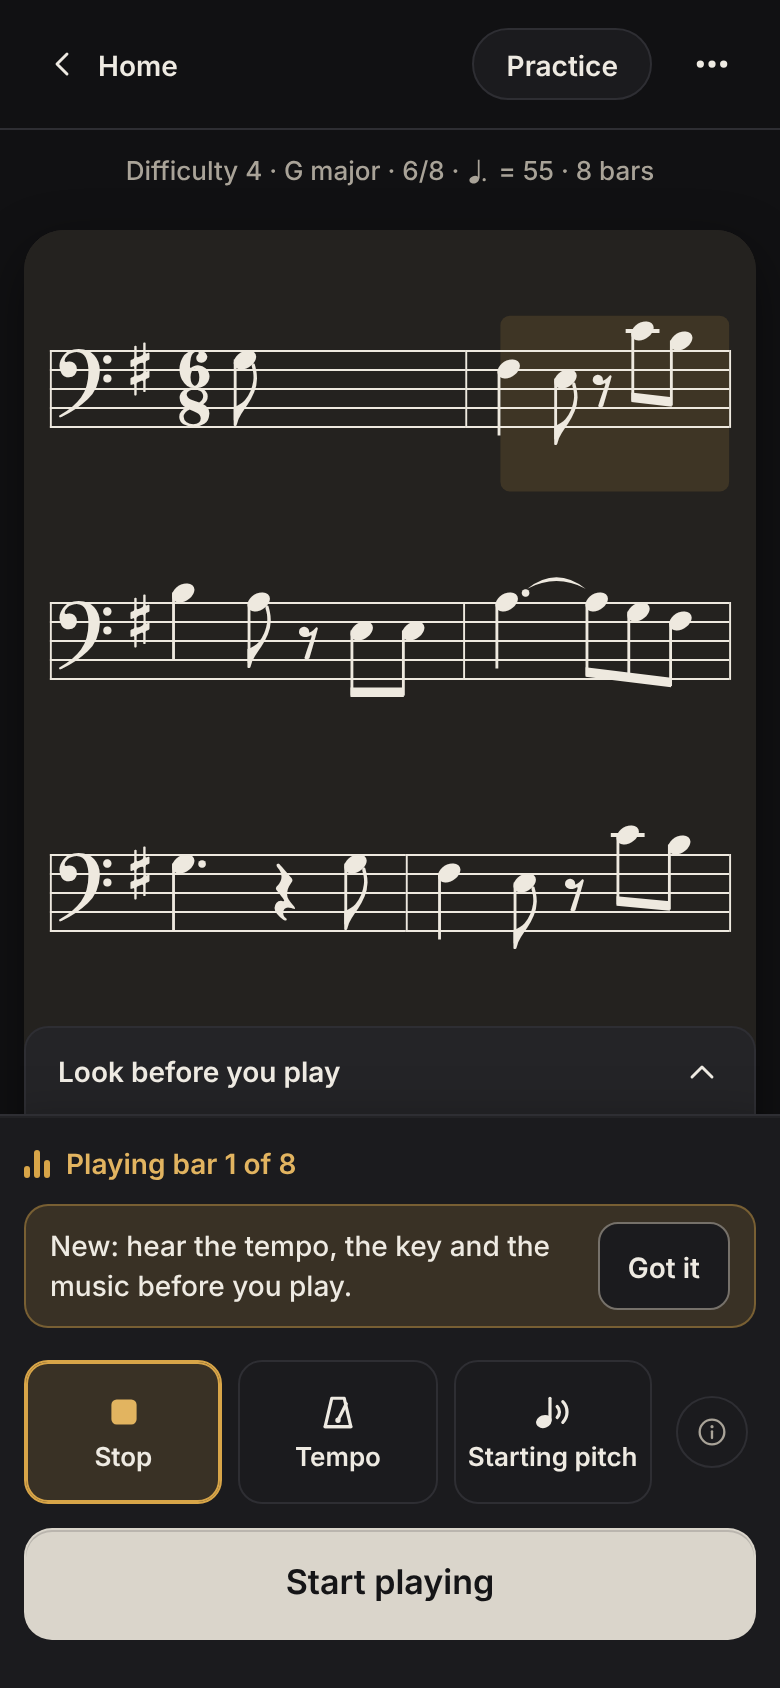 Home
Practice
Difficulty 4 · G major · 6/8 · ♩. = 55 · 8 bars
6
8
Look before you play
Playing bar 1 of 8
New: hear the tempo, the key and the
music before you play.
Got it
Stop
Tempo
Starting pitch
Start playing